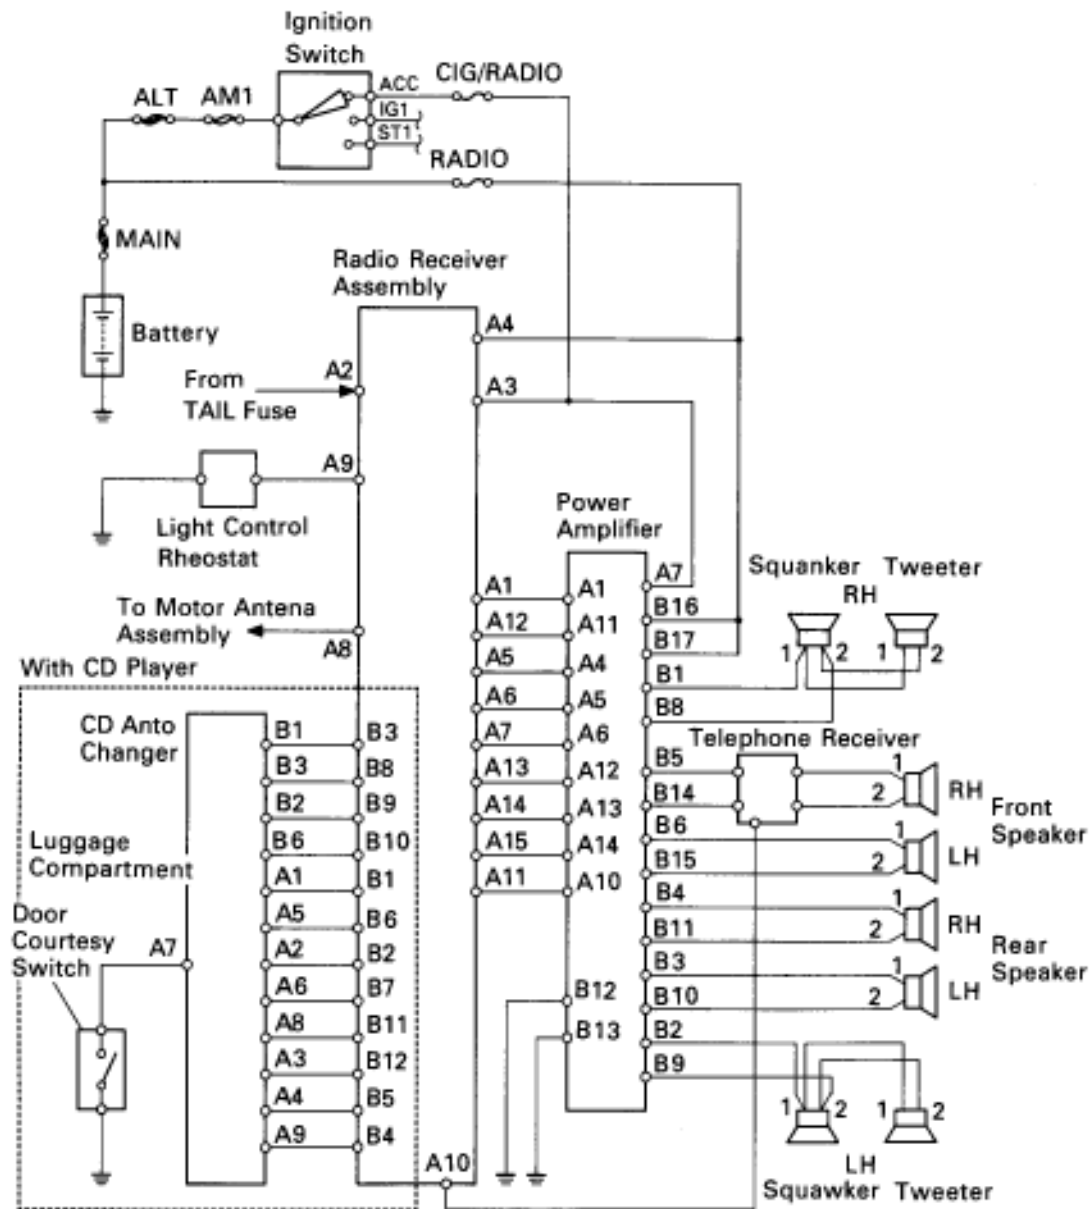 Ignition
Switch
ALT
AM1
ACC
CIG/RADIO
IG1
ST1
RADIO
MAIN
Battery
Radio Receiver
Assembly
A4
A2
From
TAIL Fuse
A3
A9
Light Control
Rheostat
Power
Amplifier
To Motor Antena
Assembly
A8
A1 A1
A12 A11
A5 A4
A6 A5
A7 A6
A13 A12
A14 A13
A15 A14
A11 A10
B12
B13
A7
B16
B17
B1
B8
B5
B14
B6
B15
B4
B11
B3
B10
B2
B9
Squanker Tweeter
RH
1 2 1 2
Telephone Receiver
1
2
RH
Front
Speaker
1
2
LH
1
2
RH
Rear
Speaker
1
2
LH
1 2 1 2
LH
Squawker Tweeter
With CD Player
CD Anto
Changer
B1 B3
B3 B8
B2 B9
B6 B10
A1 B1
A5 B6
A2 B2
A6 B7
A8 B11
A3 B12
A4 B5
A9 B4
Luggage
Compartment
Door
Courtesy
Switch
A7
A10